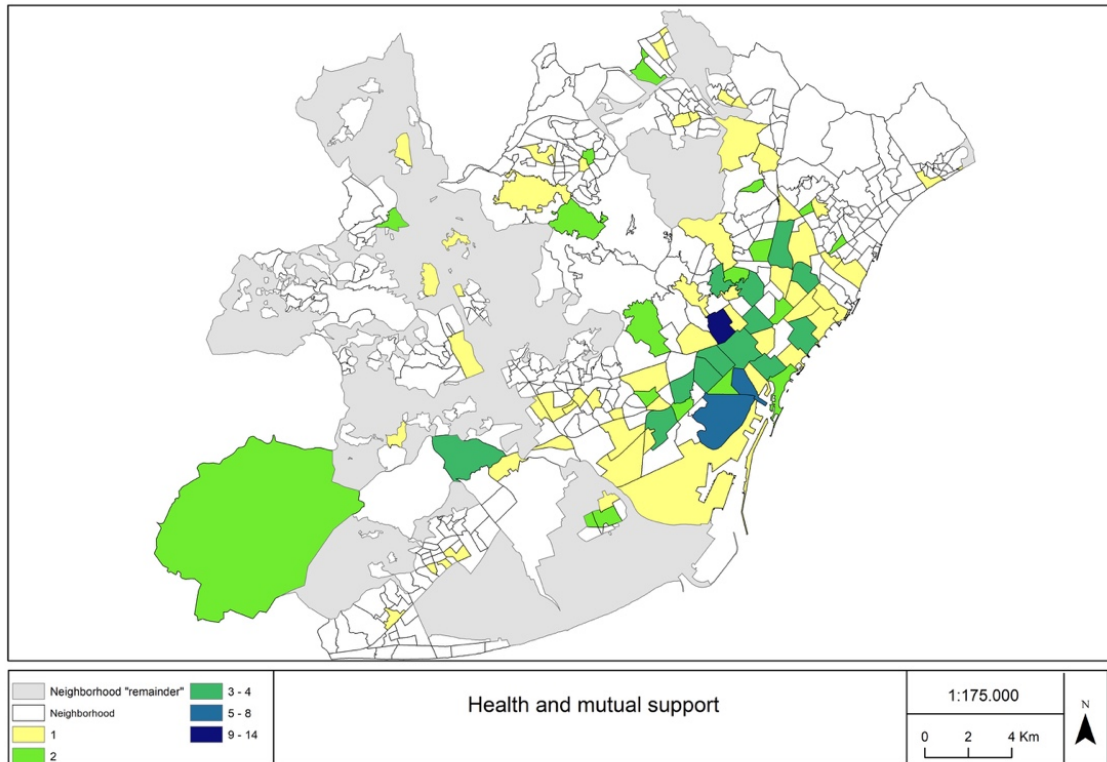 Neighborhood "remainder"
Neighborhood
1
2
3 - 4
5 - 8
9 - 14
Health and mutual support
1:175.000
0 2 4 Km
N